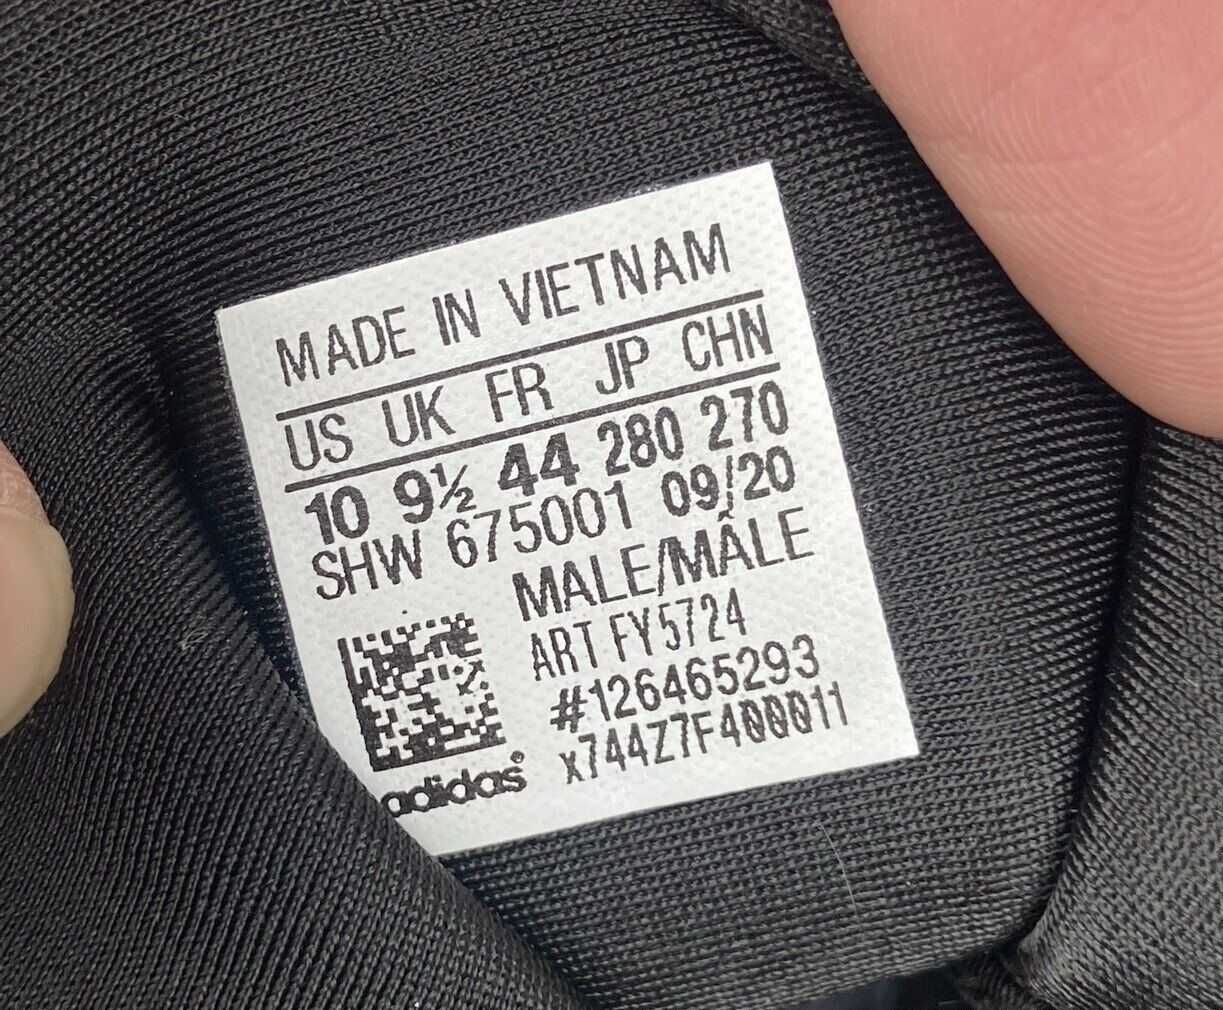 MADE IN VIETNAM
US UK FR JP CHN
10 9½ 44 280 270
SHW 675001 09/20
MALE/MÂLE
ART FY5724
#126465293
x744Z7F400011
adidas®